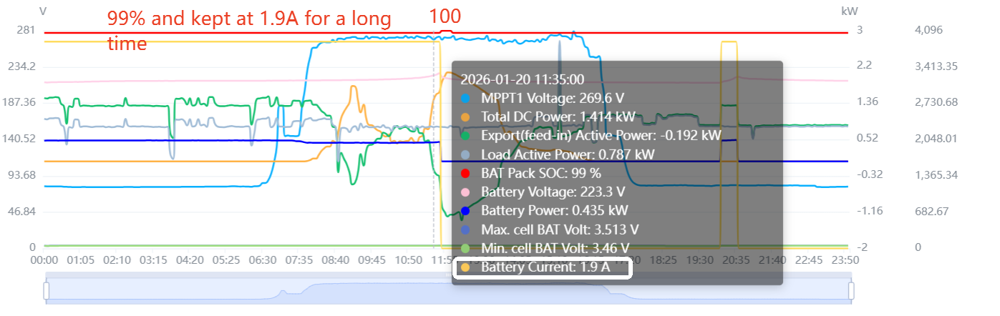 V
99% and kept at 1.9A for a long
time
100
kW
281
234.2
187.36
140.52
93.68
46.84
0
3
2.2
1.36
0.52
-0.32
-1.16
-2
4,096
3,413.35
2,730.68
2,048.01
1,365.34
682.67
0
2026-01-20 11:35:00
MPPT1 Voltage: 269.6 V
Total DC Power: 1.414 kW
Export(feed-in) Active Power: -0.192 kW
Load Active Power: 0.787 kW
BAT Pack SOC: 99 %
Battery Voltage: 223.3 V
Battery Power: 0.435 kW
Max. cell BAT Volt: 3.513 V
Min. cell BAT Volt: 3.46 V
Battery Current: 1.9 A
00:00 01:05 02:10 03:15 04:20 05:25 06:30 07:35 08:40 09:45 10:50 18:25 19:30 20:35 21:40 22:45 23:50